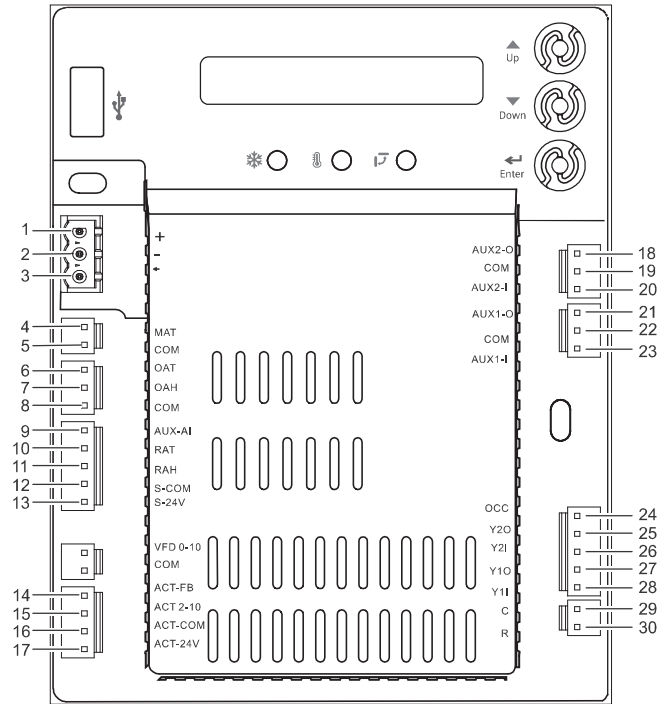 Up
Down
Enter
1
2
3
4
5
6
7
8
9
10
11
12
13
14
15
16
17
+
-
MAT
COM
OAT
OAH
COM
AUX-AI
RAT
RAH
S-COM
S-24V
VFD 0-10
COM
ACT-FB
ACT 2-10
ACT-COM
ACT-24V
AUX2-O
COM
AUX2-I
AUX1-O
COM
AUX1-I
OCC
Y2O
Y2I
Y1O
Y1I
C
R
18
19
20
21
22
23
24
25
26
27
28
29
30